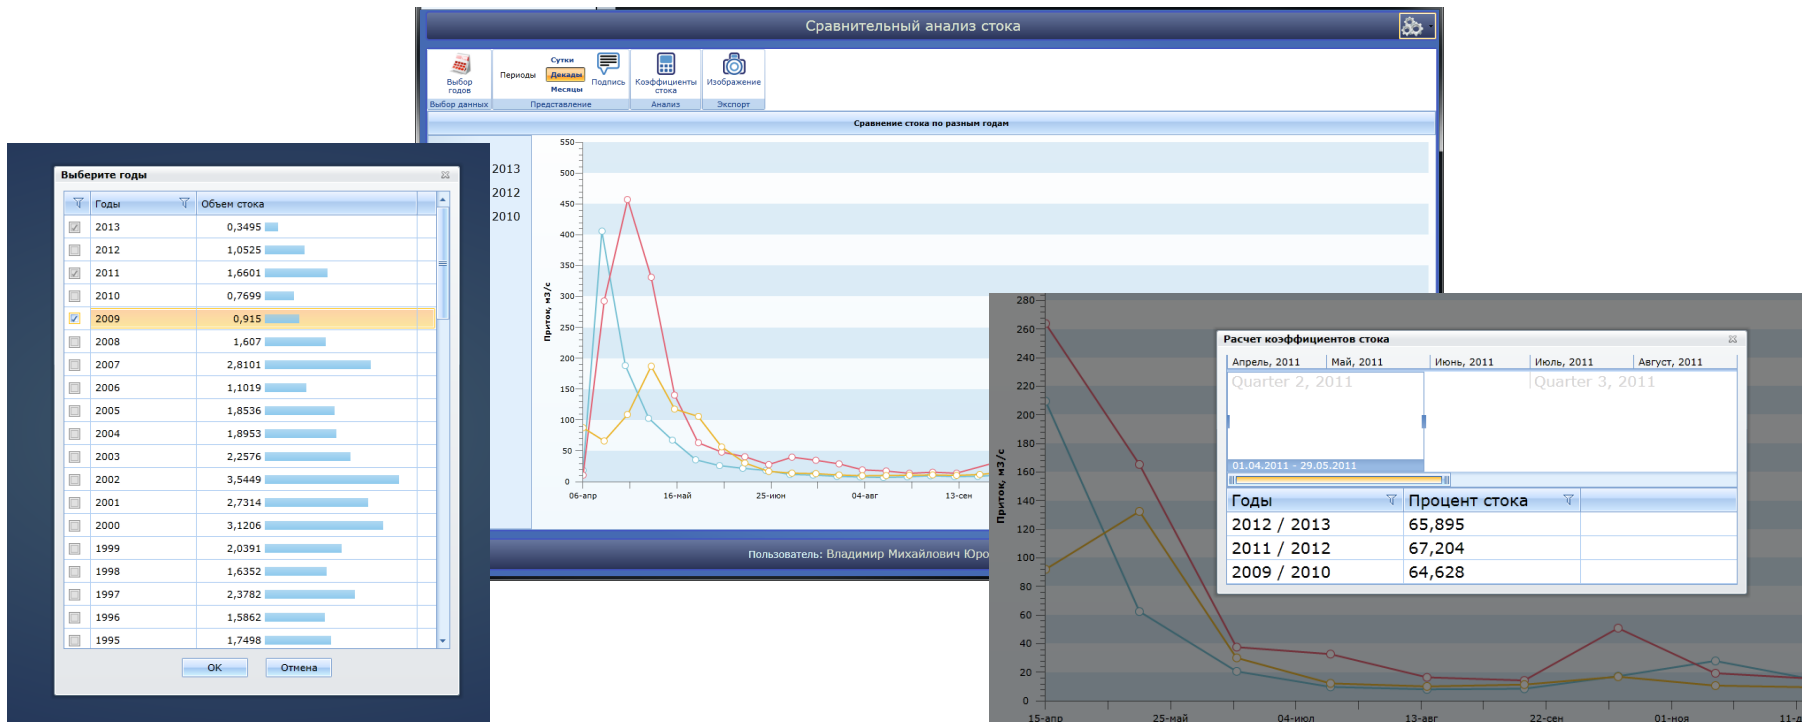 Сравнительный анализ стока
Выбор
годов
Выбор данных
Периоды
Сутки
Декады
Месяцы
Подпись
Представление
Коэффициенты
стока
Анализ
Изображение
Экспорт
Сравнение стока по разным годам
2013
2012
2010
Приток, м3/с
550
500
450
400
350
300
250
200
150
100
50
0
06-апр
16-май
25-июн
04-авг
13-сен
Пользователь: Владимир Михайлович Юро
Выберите годы
Годы Объем стока
2013 0,3495
2012 1,0525
2011 1,6601
2010 0,7699
2009 0,915
2008 1,607
2007 2,8101
2006 1,1019
2005 1,8536
2004 1,8953
2003 2,2576
2002 3,5449
2001 2,7314
2000 3,1206
1999 2,0391
1998 1,6352
1997 2,3782
1996 1,5862
1995 1,7498
OK Отмена
Приток, м3/с
280
260
240
220
200
180
160
140
120
100
80
60
40
20
0
15-апр
25-май
04-июл
13-авг
22-сен
01-ноя
Расчет коэффициентов стока
Апрель, 2011 Май, 2011 Июнь, 2011 Июль, 2011 Август, 2011
Quarter 2, 2011 Quarter 3, 2011
01.04.2011 - 29.05.2011
Годы Процент стока
2012 / 2013 65,895
2011 / 2012 67,204
2009 / 2010 64,628